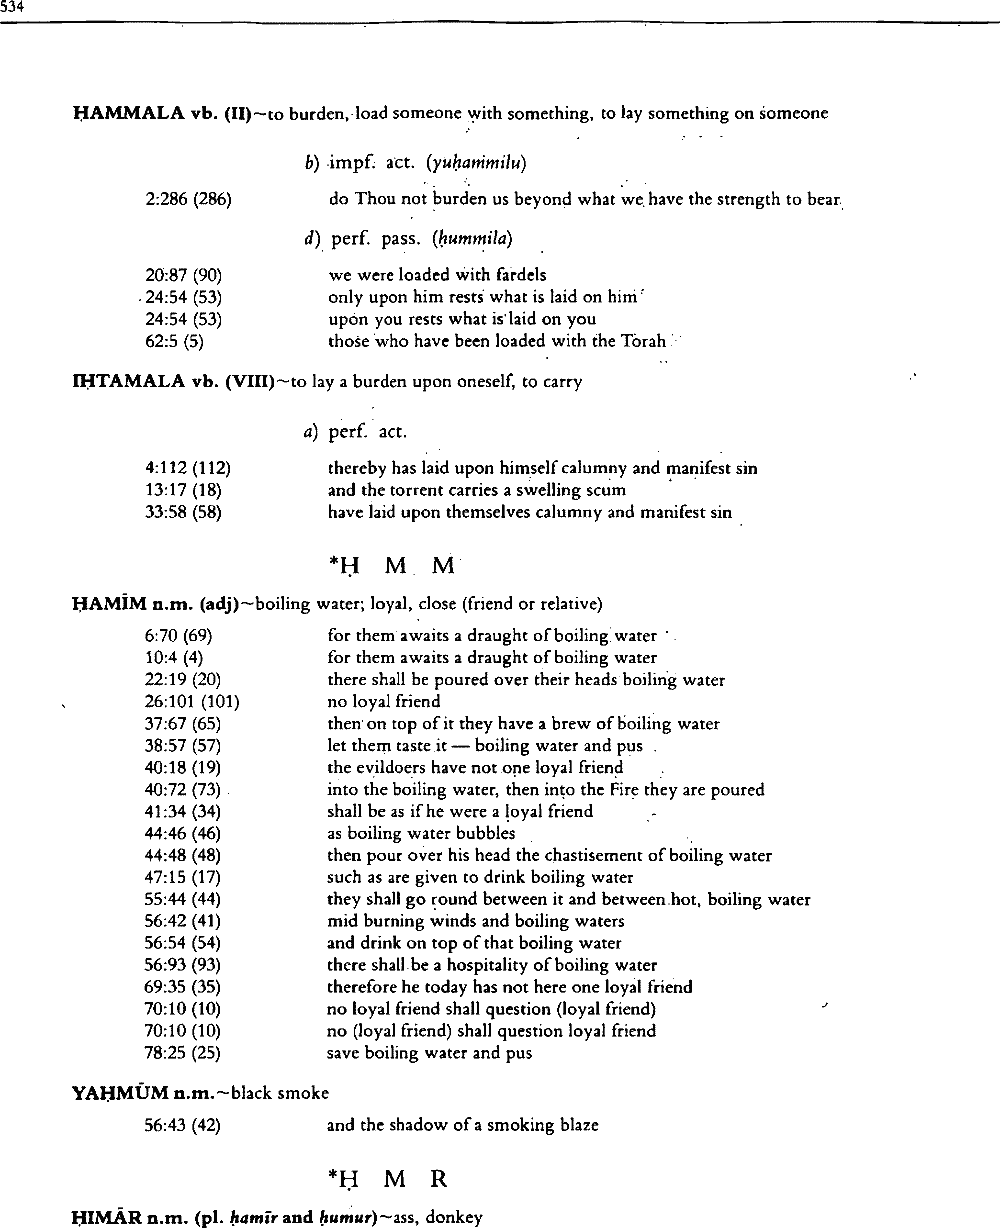 534
ḤAMMALA vb. (II)~to burden, load someone with something, to lay something on someone
b) impf. act. (yuḥammilu)
2:286 (286) do Thou not burden us beyond what we have the strength to bear
d) perf. pass. (ḥummila)
20:87 (90) we were loaded with fardels
24:54 (53) only upon him rests what is laid on him
24:54 (53) upon you rests what is laid on you
62:5 (5) those who have been loaded with the Torah
IḤTAMALA vb. (VIII)~to lay a burden upon oneself, to carry
a) perf. act.
4:112 (112) thereby has laid upon himself calumny and manifest sin
13:17 (18) and the torrent carries a swelling scum
33:58 (58) have laid upon themselves calumny and manifest sin
*Ḥ M M
ḤAMĪM n.m. (adj)~boiling water; loyal, close (friend or relative)
6:70 (69) for them awaits a draught of boiling water
10:4 (4) for them awaits a draught of boiling water
22:19 (20) there shall be poured over their heads boiling water
26:101 (101) no loyal friend
37:67 (65) then on top of it they have a brew of boiling water
38:57 (57) let them taste it — boiling water and pus
40:18 (19) the evildoers have not one loyal friend
40:72 (73) into the boiling water, then into the Fire they are poured
41:34 (34) shall be as if he were a loyal friend
44:46 (46) as boiling water bubbles
44:48 (48) then pour over his head the chastisement of boiling water
47:15 (17) such as are given to drink boiling water
55:44 (44) they shall go round between it and between hot, boiling water
56:42 (41) mid burning winds and boiling waters
56:54 (54) and drink on top of that boiling water
56:93 (93) there shall be a hospitality of boiling water
69:35 (35) therefore he today has not here one loyal friend
70:10 (10) no loyal friend shall question (loyal friend)
70:10 (10) no (loyal friend) shall question loyal friend
78:25 (25) save boiling water and pus
YAḤMŪM n.m.~black smoke
56:43 (42) and the shadow of a smoking blaze
*Ḥ M R
ḤIMĀR n.m. (pl. ḥamīr and ḥumur)~ass, donkey